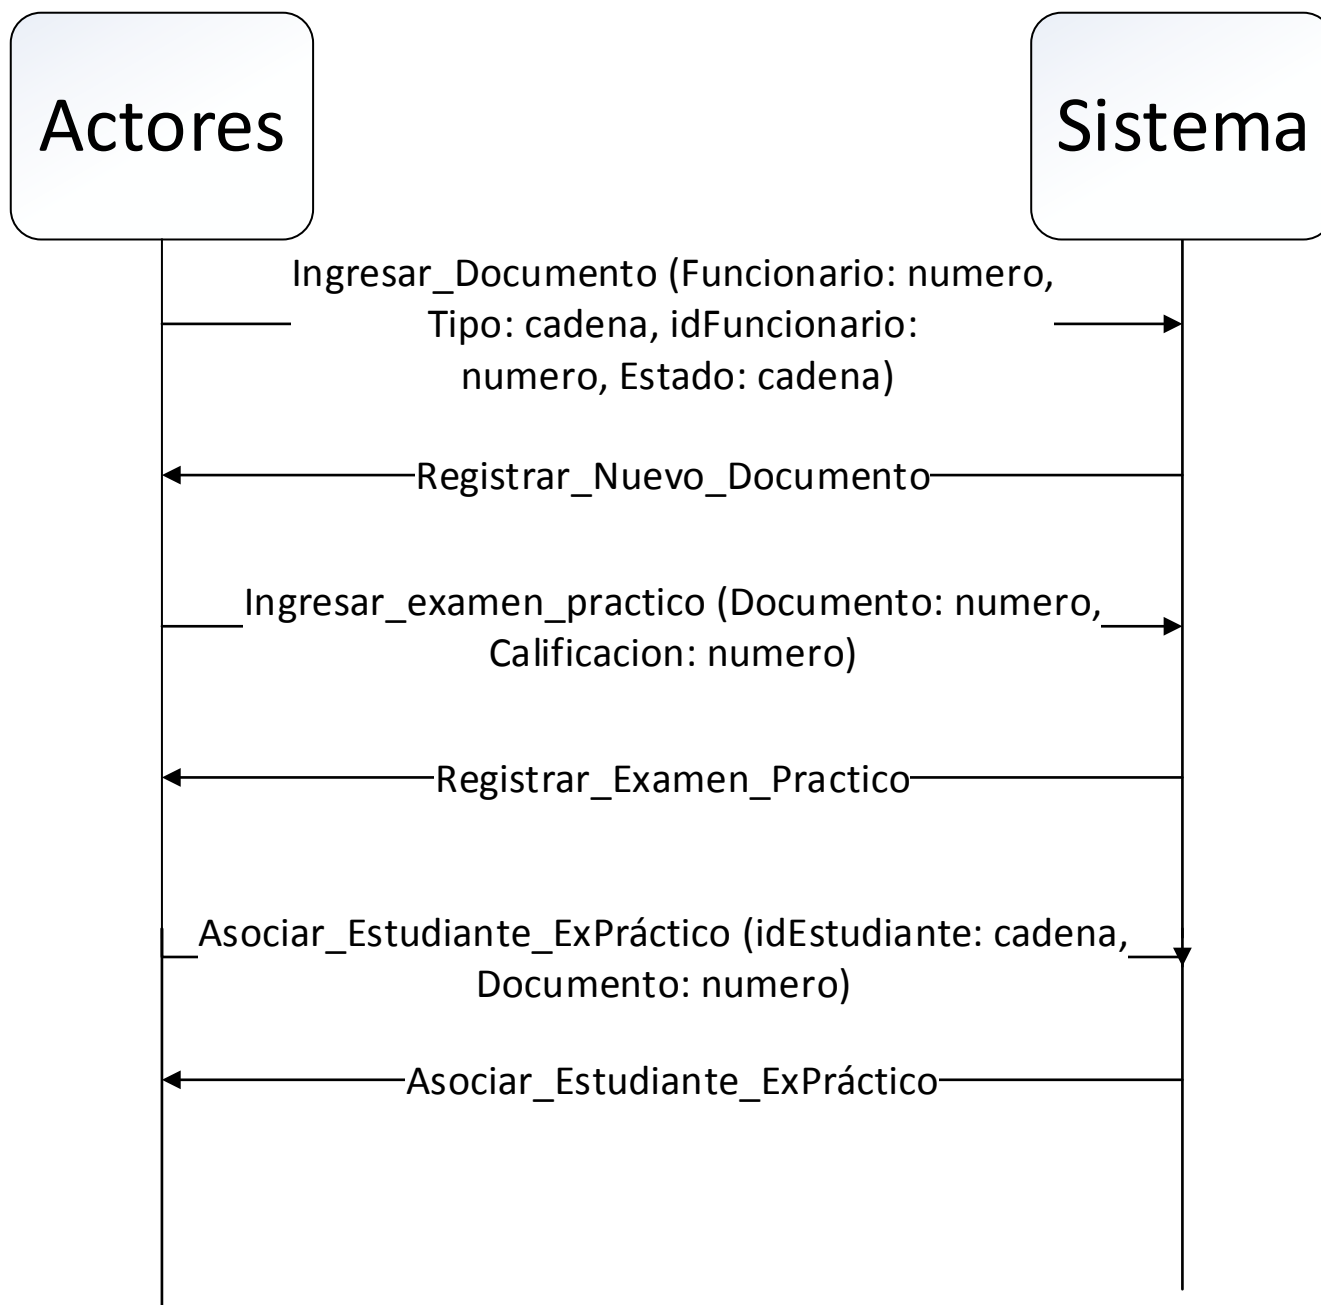 Actores
Sistema
Ingresar_Documento (Funcionario: numero,
Tipo: cadena, idFuncionario:
numero, Estado: cadena)
Registrar_Nuevo_Documento
Ingresar_examen_practico (Documento: numero,
Calificacion: numero)
Registrar_Examen_Practico
Asociar_Estudiante_ExPráctico (idEstudiante: cadena,
Documento: numero)
Asociar_Estudiante_ExPráctico